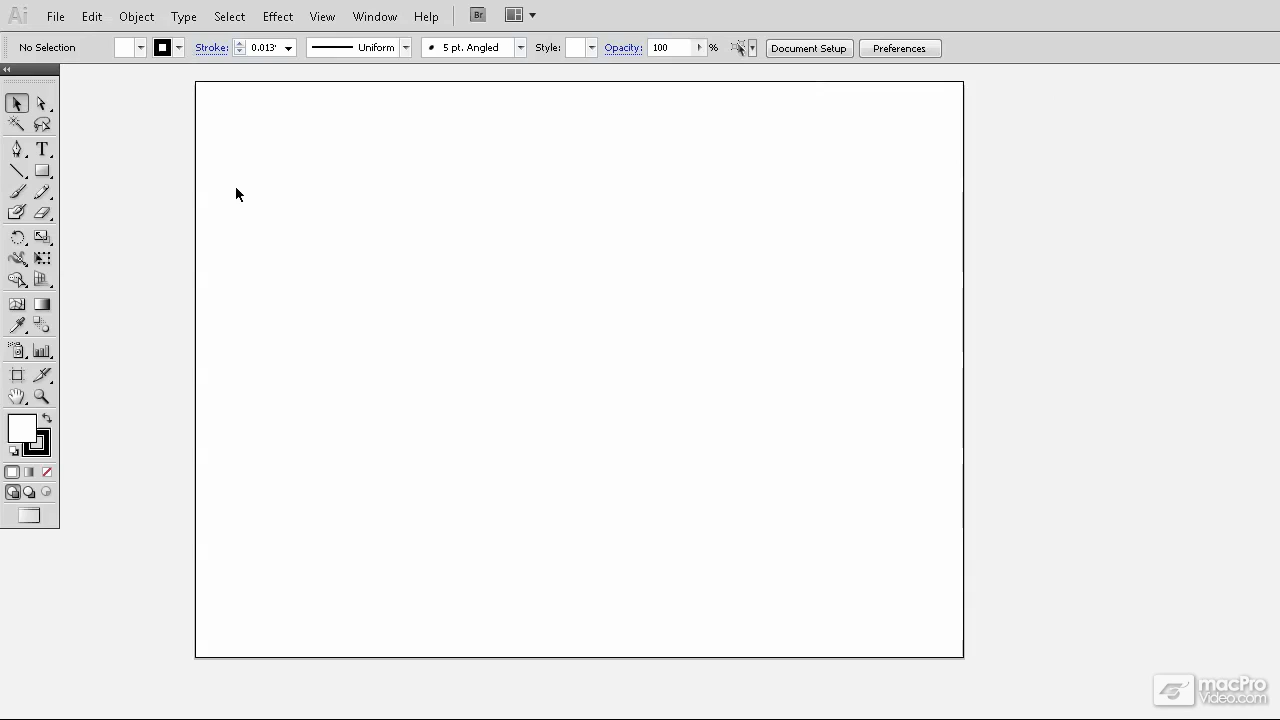 Ai File Edit Object Type Select Effect View Window Help Br
No Selection Stroke: 0.013" Uniform 5 pt. Angled Style: Opacity: 100 % Document Setup Preferences
T
macPro
Video.com